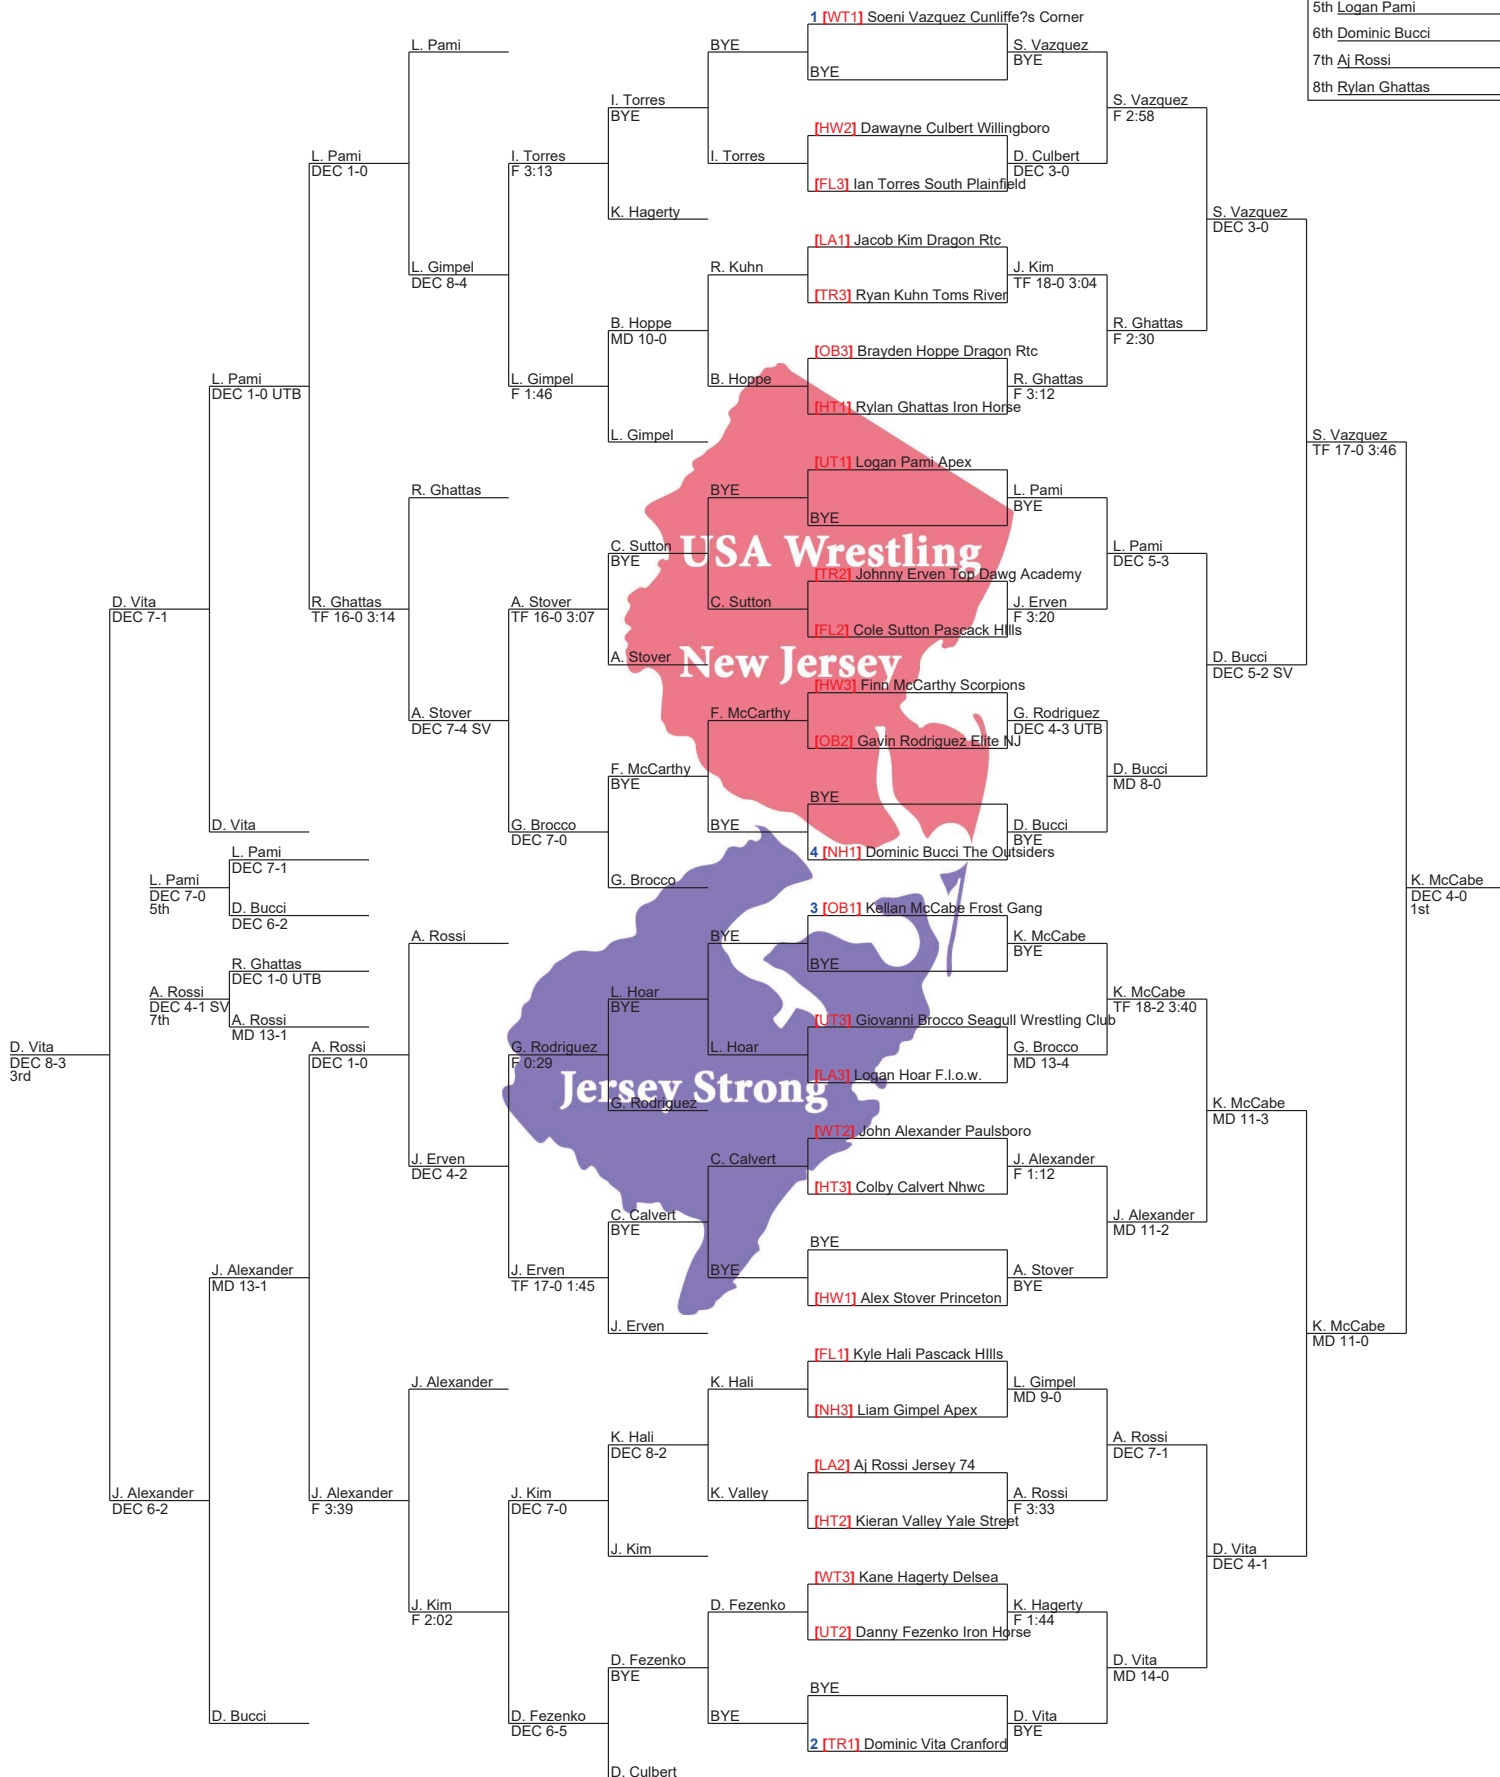 5th Logan Pami
6th Dominic Bucci
7th Aj Rossi
8th Rylan Ghattas
1 [WT1] Soeni Vazquez Cunliffe?s Corner
BYE
[HW2] Dawayne Culbert Willingboro
[FL3] Ian Torres South Plainfield
[LA1] Jacob Kim Dragon Rtc
[TR3] Ryan Kuhn Toms River
[OB3] Brayden Hoppe Dragon Rtc
[HT1] Rylan Ghattas Iron Horse
[UT1] Logan Pami Apex
BYE
[TR2] Johnny Erven Top Dawg Academy
[FL2] Cole Sutton Pascack HIlls
[HW3] Finn McCarthy Scorpions
[OB2] Gavin Rodriguez Elite NJ
BYE
4 [NH1] Dominic Bucci The Outsiders
3 [OB1] Kellan McCabe Frost Gang
BYE
[UT3] Giovanni Brocco Seagull Wrestling Club
[LA3] Logan Hoar F.l.o.w.
[WT2] John Alexander Paulsboro
[HT3] Colby Calvert Nhwc
BYE
[HW1] Alex Stover Princeton
[FL1] Kyle Hali Pascack HIlls
[NH3] Liam Gimpel Apex
[LA2] Aj Rossi Jersey 74
[HT2] Kieran Valley Yale Street
[WT3] Kane Hagerty Delsea
[UT2] Danny Fezenko Iron Horse
BYE
2 [TR1] Dominic Vita Cranford
S. Vazquez
BYE
D. Culbert
DEC 3-0
J. Kim
TF 18-0 3:04
R. Ghattas
F 3:12
L. Pami
BYE
J. Erven
F 3:20
G. Rodriguez
DEC 4-3 UTB
D. Bucci
BYE
K. McCabe
BYE
G. Brocco
MD 13-4
J. Alexander
F 1:12
A. Stover
BYE
L. Gimpel
MD 9-0
A. Rossi
F 3:33
K. Hagerty
F 1:44
D. Vita
BYE
S. Vazquez
F 2:58
R. Ghattas
F 2:30
L. Pami
DEC 5-3
D. Bucci
MD 8-0
K. McCabe
TF 18-2 3:40
J. Alexander
MD 11-2
A. Rossi
DEC 7-1
D. Vita
MD 14-0
S. Vazquez
DEC 3-0
D. Bucci
DEC 5-2 SV
K. McCabe
MD 11-3
D. Vita
DEC 4-1
S. Vazquez
TF 17-0 3:46
K. McCabe
MD 11-0
K. McCabe
DEC 4-0
1st
BYE
I. Torres
R. Kuhn
B. Hoppe
BYE
C. Sutton
F. McCarthy
BYE
BYE
L. Hoar
C. Calvert
BYE
K. Hali
K. Valley
D. Fezenko
BYE
I. Torres
BYE
K. Hagerty
B. Hoppe
MD 10-0
L. Gimpel
C. Sutton
BYE
A. Stover
F. McCarthy
BYE
G. Brocco
L. Hoar
BYE
G. Rodriguez
C. Calvert
BYE
J. Erven
K. Hali
DEC 8-2
J. Kim
D. Fezenko
BYE
D. Culbert
I. Torres
F 3:13
L. Gimpel
F 1:46
A. Stover
TF 16-0 3:07
G. Brocco
DEC 7-0
G. Rodriguez
F 0:29
J. Erven
TF 17-0 1:45
J. Kim
DEC 7-0
D. Fezenko
DEC 6-5
L. Pami
L. Gimpel
DEC 8-4
R. Ghattas
A. Stover
DEC 7-4 SV
A. Rossi
J. Erven
DEC 4-2
J. Alexander
J. Kim
F 2:02
L. Pami
DEC 1-0
R. Ghattas
TF 16-0 3:14
A. Rossi
DEC 1-0
J. Alexander
F 3:39
L. Pami
DEC 1-0 UTB
D. Vita
J. Alexander
MD 13-1
D. Bucci
D. Vita
DEC 7-1
J. Alexander
DEC 6-2
D. Vita
DEC 8-3
3rd
L. Pami
DEC 7-1
D. Bucci
DEC 6-2
L. Pami
DEC 7-0
5th
R. Ghattas
DEC 1-0 UTB
A. Rossi
MD 13-1
A. Rossi
DEC 4-1 SV
7th
USA Wrestling
New Jersey
Jersey Strong